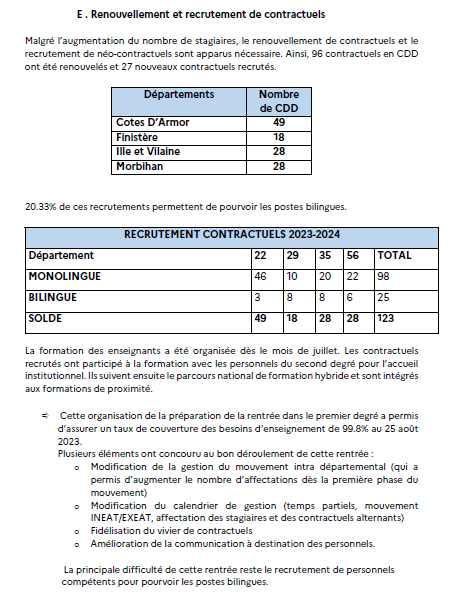 E . Renouvellement et recrutement de contractuels
Malgré l'augmentation du nombre de stagiaires, le renouvellement de contractuels et le
recrutement de néo-contractuels sont apparus nécessaire. Ainsi, 96 contractuels en CDD
ont été renouvelés et 27 nouveaux contractuels recrutés.
Départements Nombre
de CDD
Cotes D'Armor 49
Finistère 18
Ille et Vilaine 28
Morbihan 28
20.33% de ces recrutements permettent de pourvoir les postes bilingues.
RECRUTEMENT CONTRACTUELS 2023-2024
Département 22 29 35 56 TOTAL
MONOLINGUE 46 10 20 22 98
BILINGUE 3 8 8 6 25
SOLDE 49 18 28 28 123
La formation des enseignants a été organisée dès le mois de juillet. Les contractuels
recrutés ont participé à la formation avec les personnels du second degré pour l'accueil
institutionnel. Ils suivent ensuite le parcours national de formation hybride et sont intégrés
aux formations de proximité.
⇨ Cette organisation de la préparation de la rentrée dans le premier degré a permis
d'assurer un taux de couverture des besoins d'enseignement de 99.8% au 25 août
2023.
Plusieurs éléments ont concouru au bon déroulement de cette rentrée :
o Modification de la gestion du mouvement intra départemental (qui a
permis d'augmenter le nombre d'affectations dès la première phase du
mouvement)
o Modification du calendrier de gestion (temps partiels, mouvement
INEAT/EXEAT, affectation des stagiaires et des contractuels alternants)
o Fidélisation du vivier de contractuels
o Amélioration de la communication à destination des personnels.
La principale difficulté de cette rentrée reste le recrutement de personnels
compétents pour pourvoir les postes bilingues.